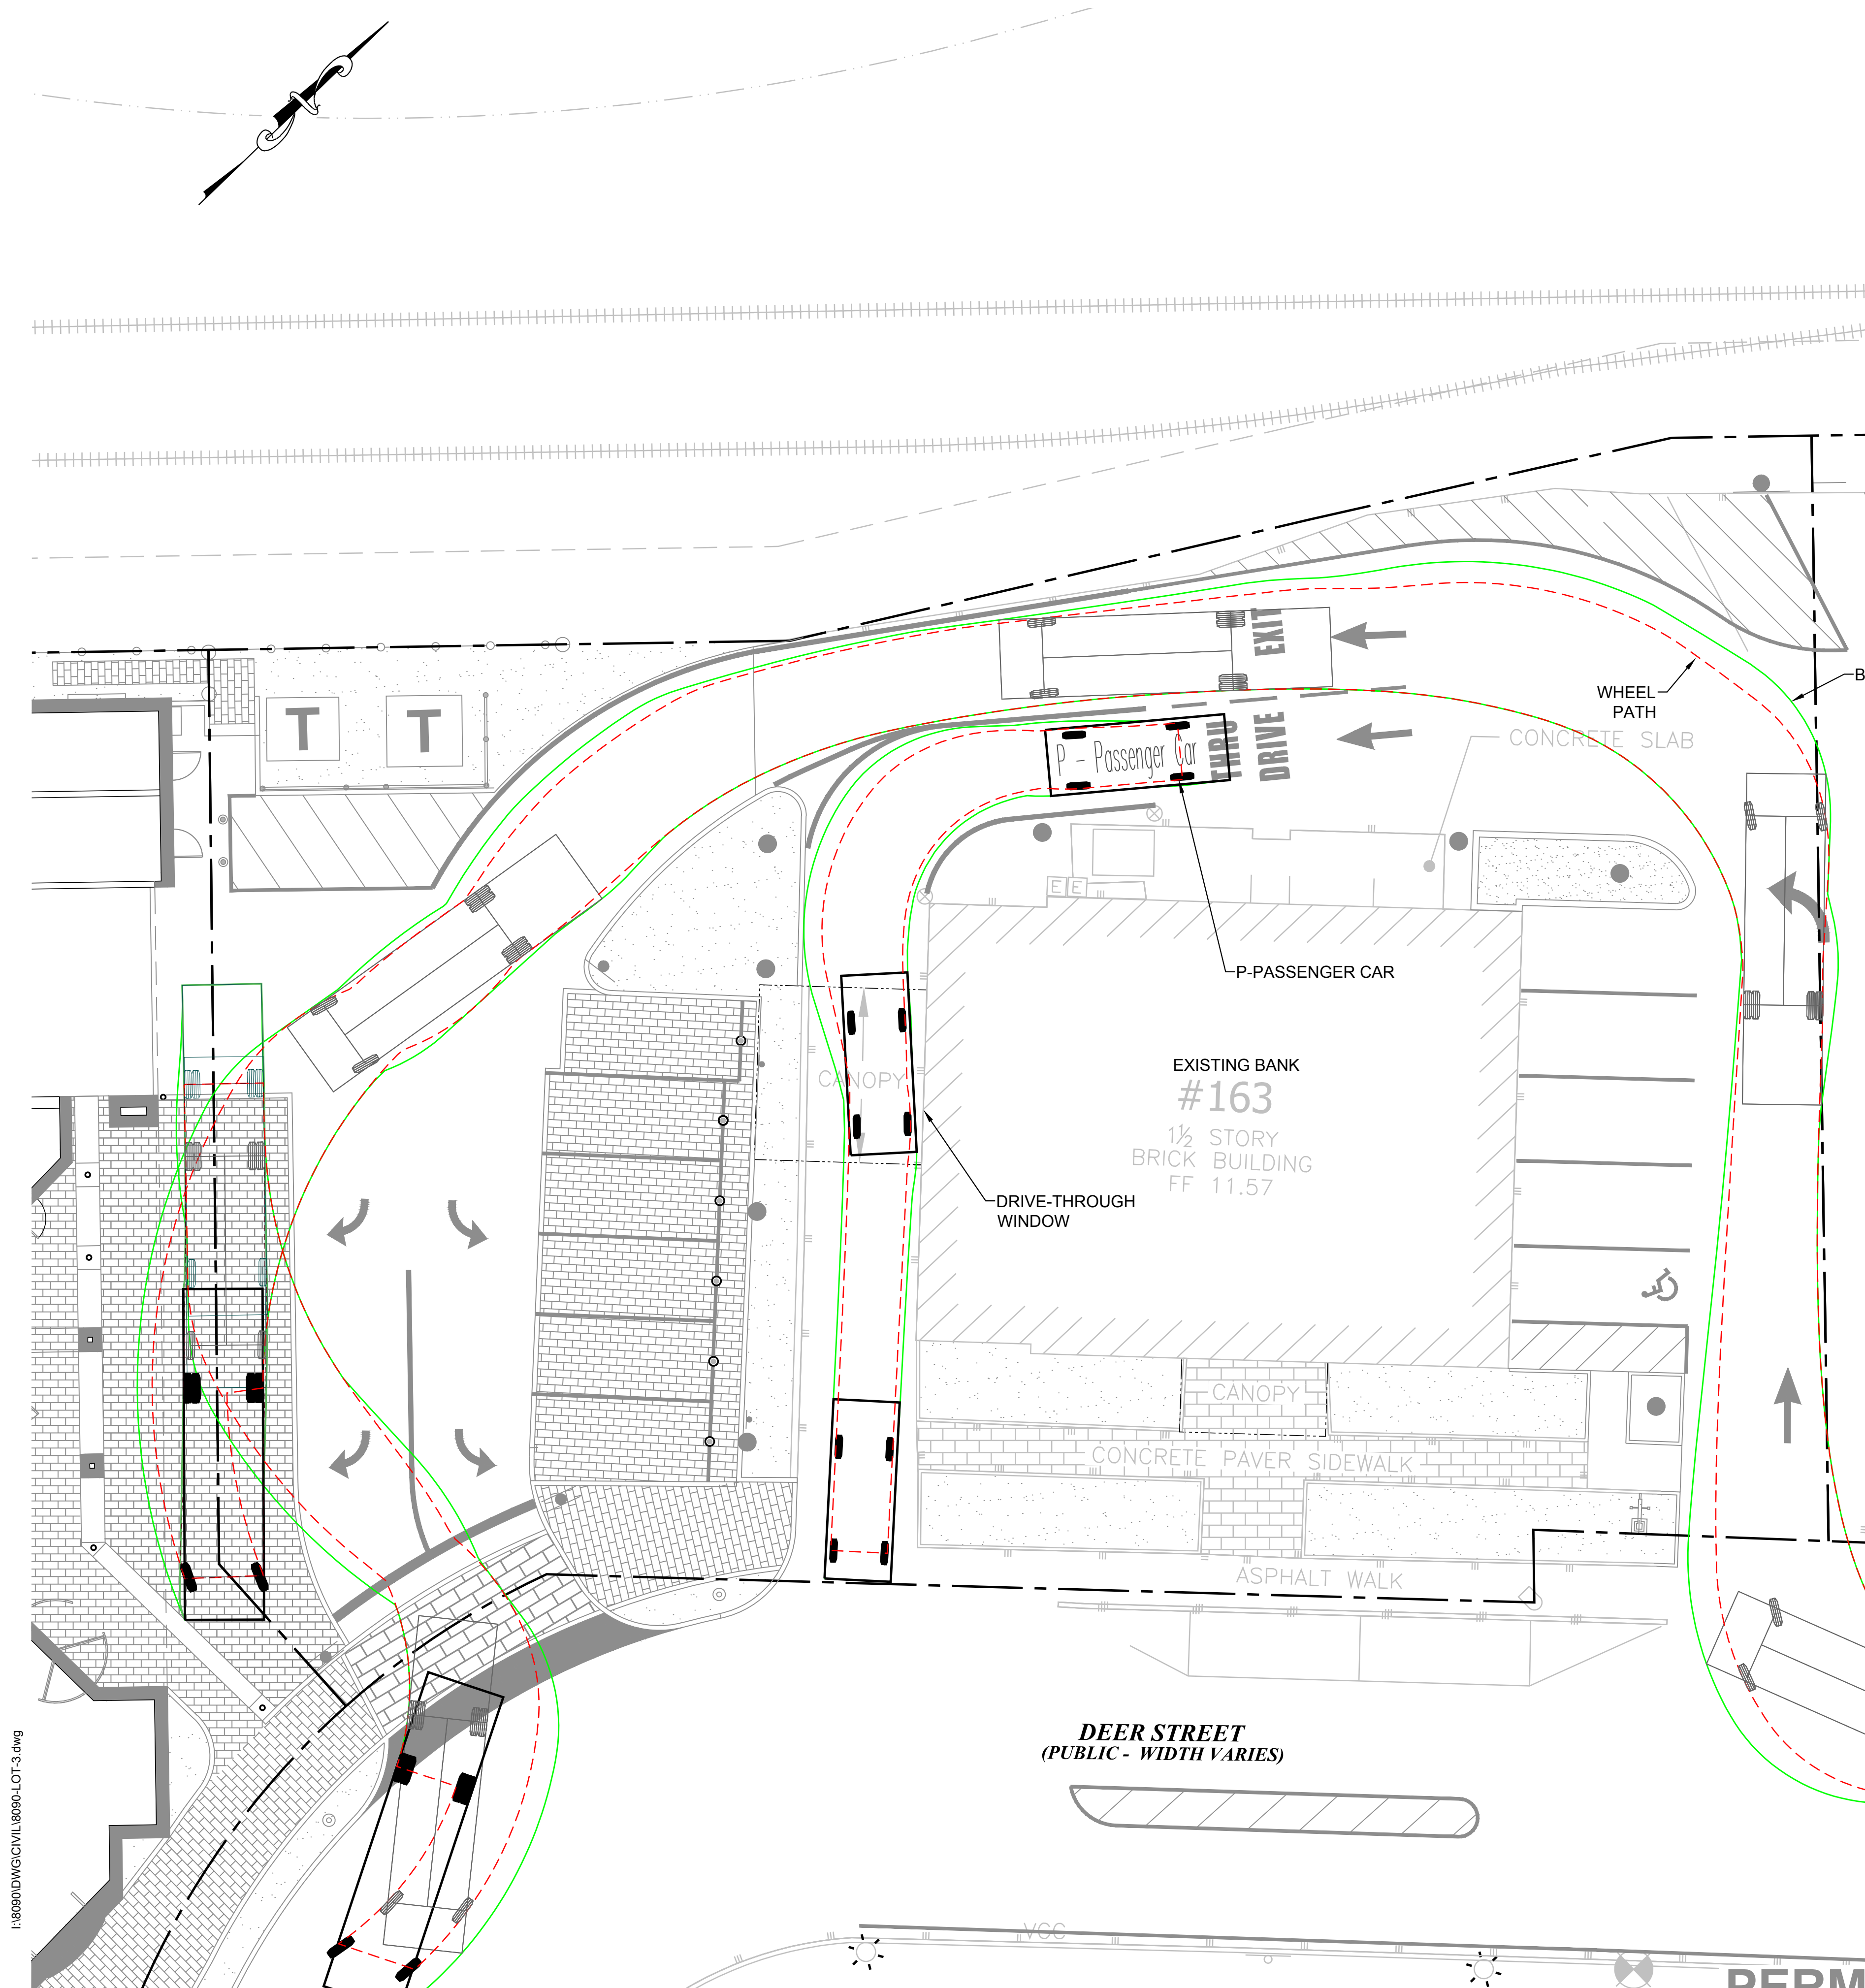 EXIT
WHEEL
PATH
B
T T
P - Passenger Car
THRU
DRIVE
CONCRETE SLAB
E E
P-PASSENGER CAR
CANOPY
EXISTING BANK
#163
1½ STORY
BRICK BUILDING
FF 11.57
DRIVE-THROUGH
WINDOW
CANOPY
CONCRETE PAVER SIDEWALK
ASPHALT WALK
DEER STREET
(PUBLIC - WIDTH VARIES)
I:\8090\DWG\CIVIL\8090-LOT-3.dwg
VGC
PERM